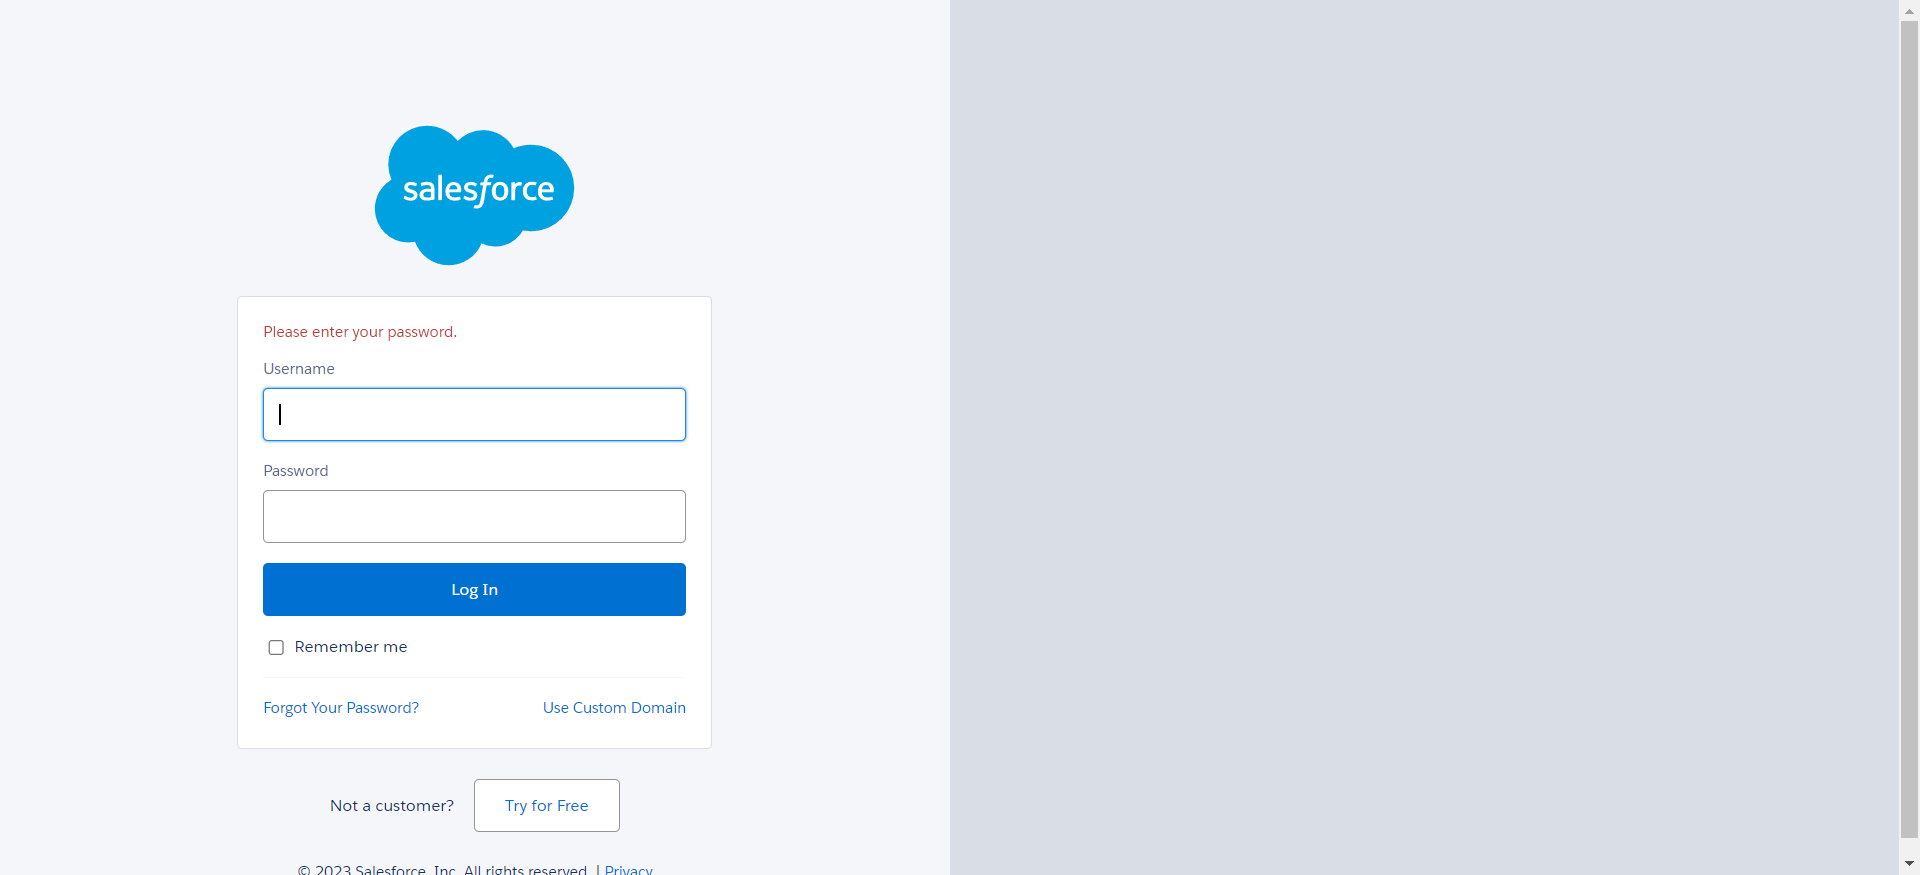 salesforce
Please enter your password.
Username
Password
Log In
Remember me
Forgot Your Password? Use Custom Domain
Not a customer? Try for Free
© 2023 Salesforce, Inc. All rights reserved. | Privacy